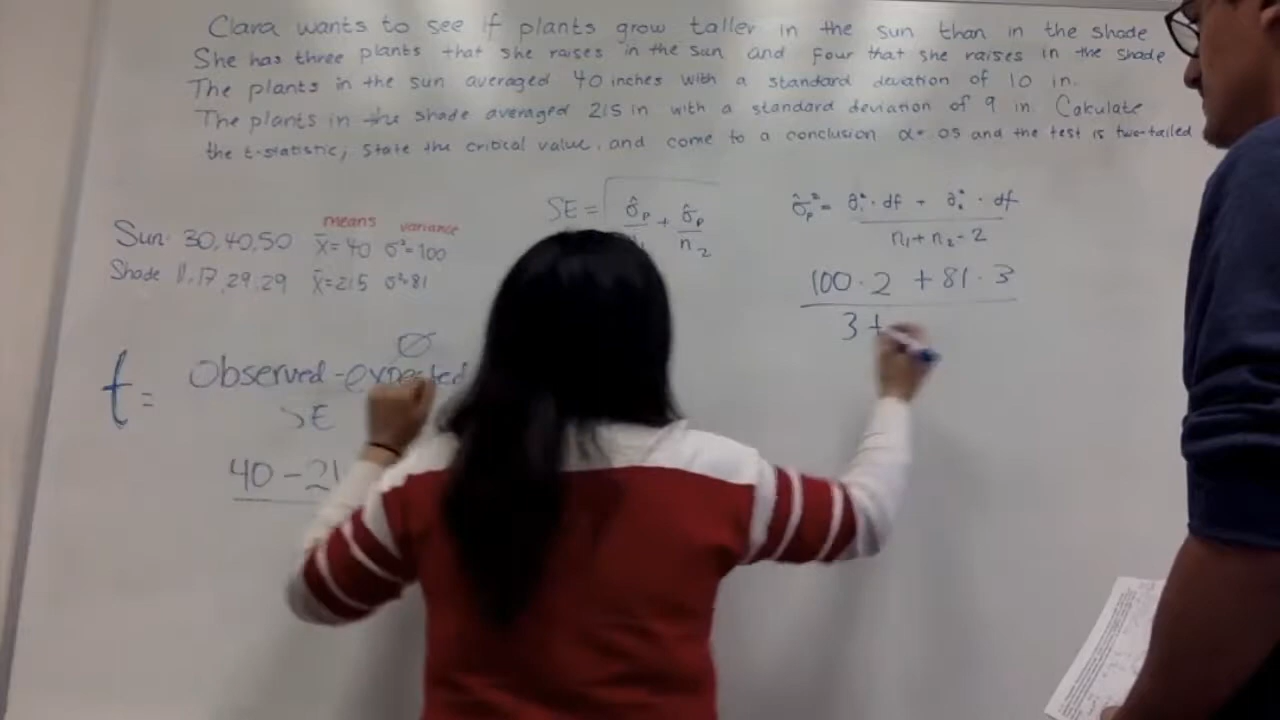 Clara wants to see if plants grow taller in the sun than in the shade
She has three plants that she raises in the sun and four that she raises in the shade
The plants in the sun averaged 40 inches with a standard deviation of 10 in.
The plants in the shade averaged 21.5 in with a standard deviation of 9 in. Calculate
the t-statistic, state the critical value, and come to a conclusion α= .05 and the test is two-tailed
means variance
Sun: 30,40,50 x̄=40 σ²=100
Shade 11,17,29,29 x̄=21.5 σ²=81
SE = √ σ̂p + σ̂p
n₂
σ̂p² = σ̂₁² · df + σ̂₂² · df
n₁+n₂-2
100·2 + 81·3
3+
Ø
t = Observed - expected
SE
40 - 21